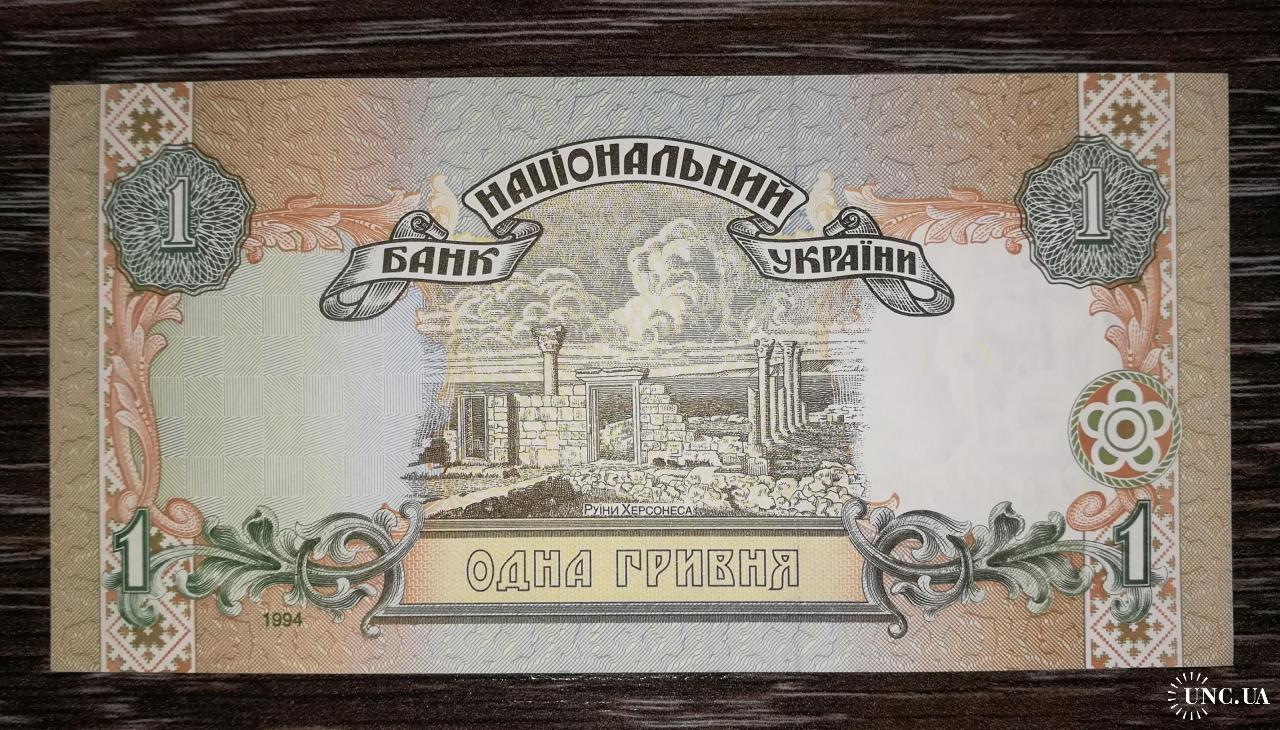 НАЦІОНАЛЬНИЙ
БАНК УКРАЇНИ
1
1
Руїни Херсонеса
ОДНА ГРИВНЯ
1
1
1994
UNC.UA